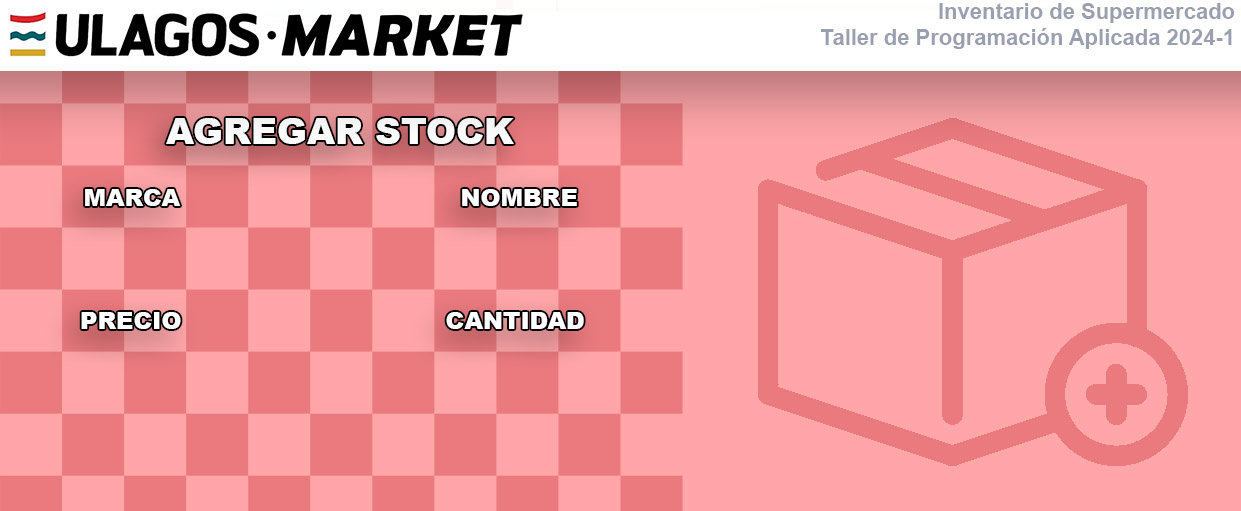 ULAGOS·MARKET
Inventario de Supermercado
Taller de Programación Aplicada 2024-1
AGREGAR STOCK
MARCA
NOMBRE
PRECIO
CANTIDAD